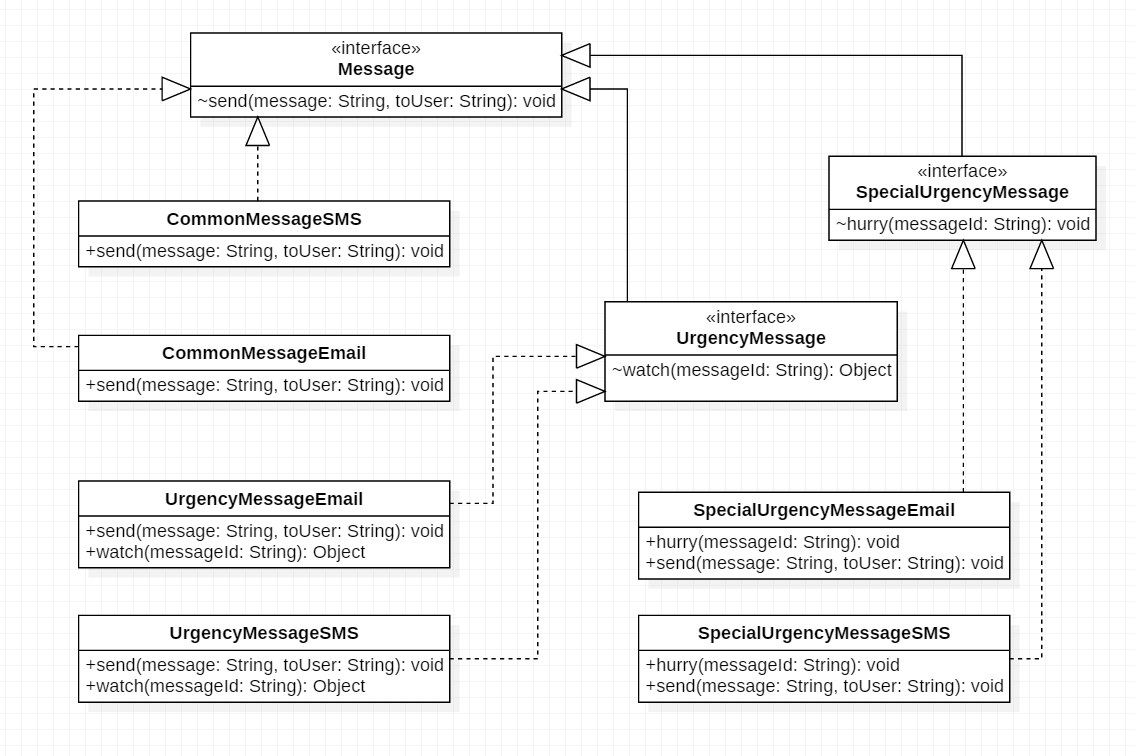 «interface»
Message
~send(message: String, toUser: String): void
«interface»
SpecialUrgencyMessage
~hurry(messageId: String): void
CommonMessageSMS
+send(message: String, toUser: String): void
«interface»
UrgencyMessage
~watch(messageId: String): Object
CommonMessageEmail
+send(message: String, toUser: String): void
UrgencyMessageEmail
+send(message: String, toUser: String): void
+watch(messageId: String): Object
SpecialUrgencyMessageEmail
+hurry(messageId: String): void
+send(message: String, toUser: String): void
UrgencyMessageSMS
+send(message: String, toUser: String): void
+watch(messageId: String): Object
SpecialUrgencyMessageSMS
+hurry(messageId: String): void
+send(message: String, toUser: String): void